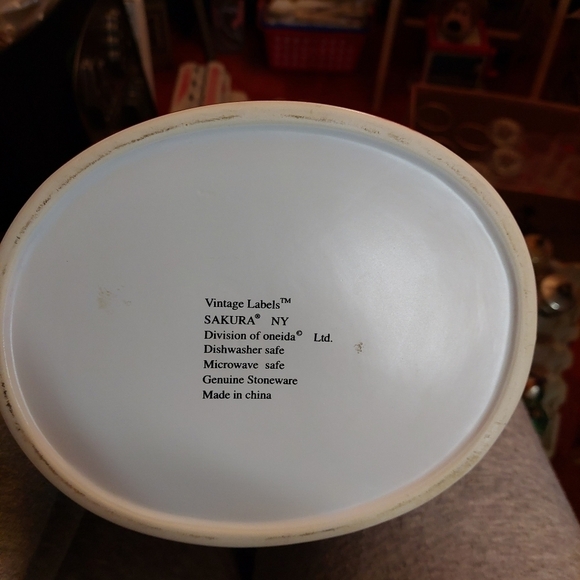 Vintage Labels™
SAKURA® NY
Division of oneida© Ltd.
Dishwasher safe
Microwave safe
Genuine Stoneware
Made in china